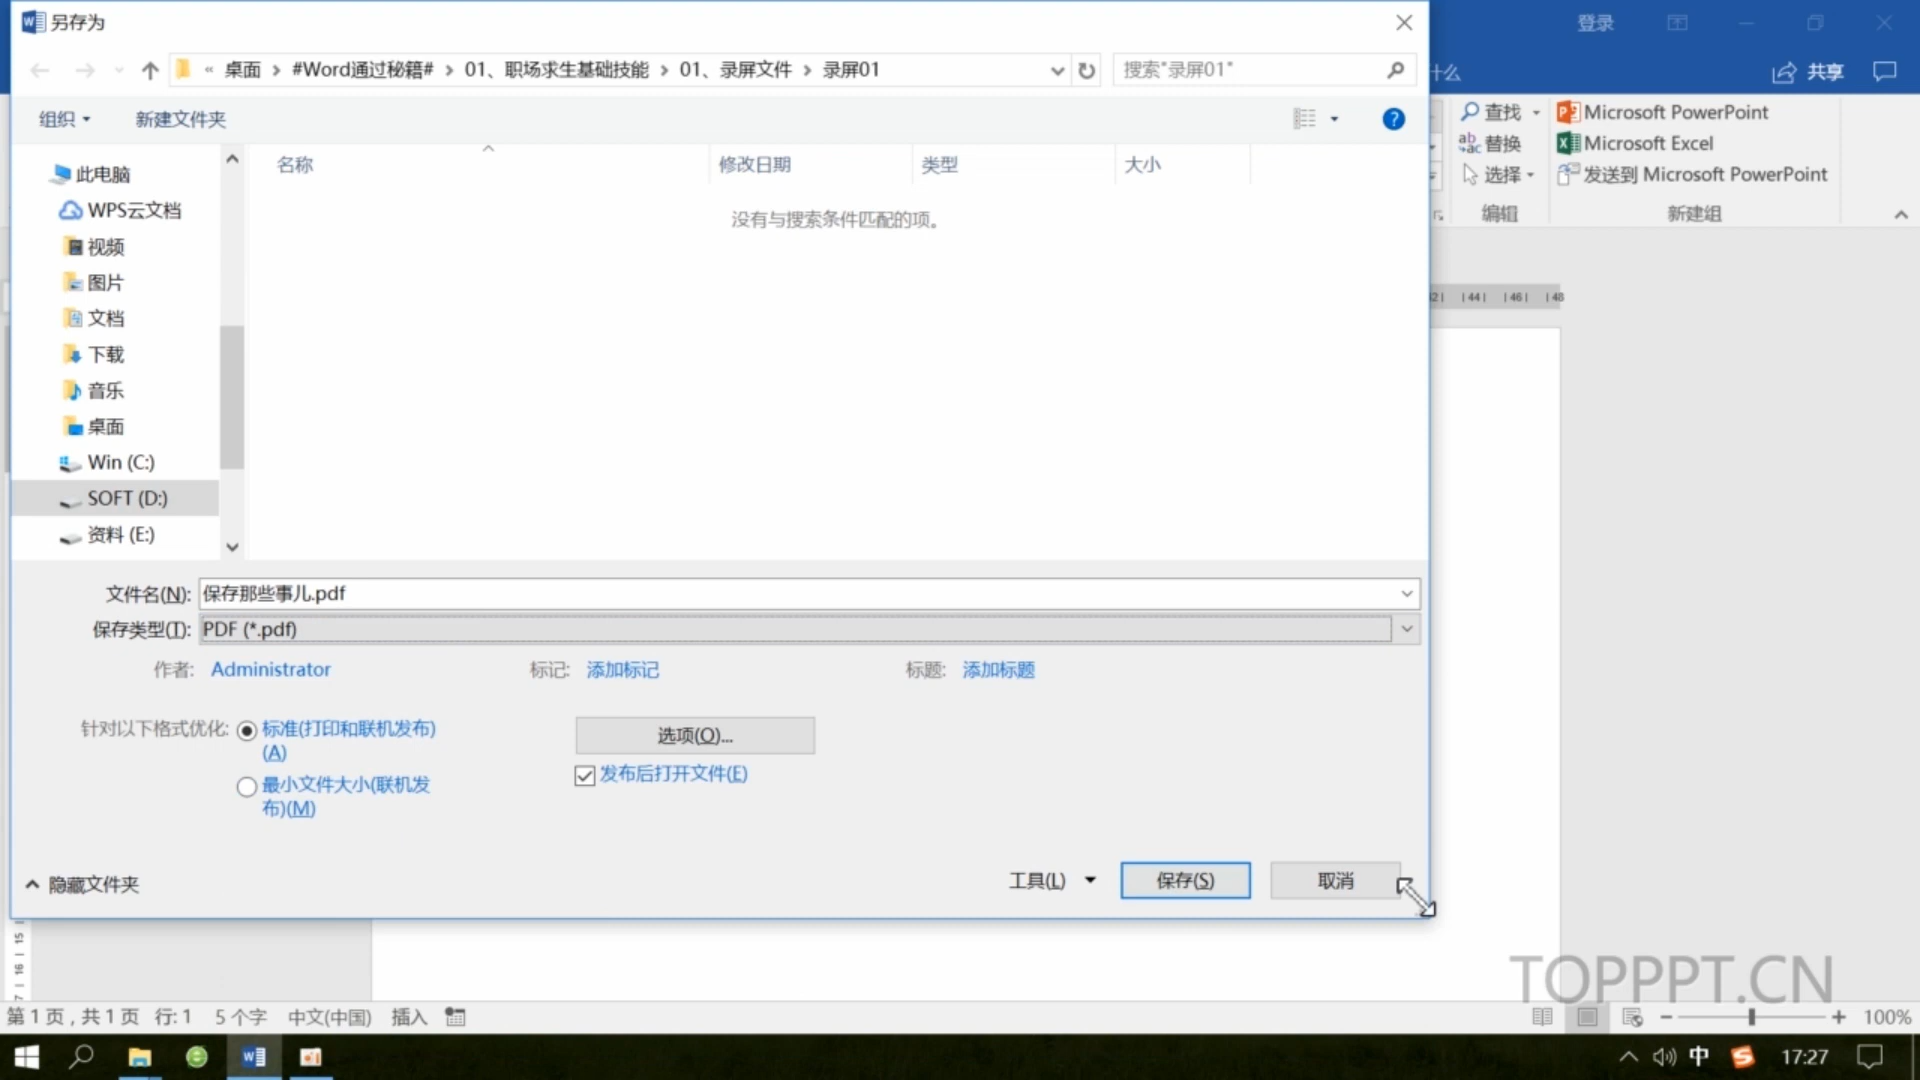 另存为
登录
« 桌面 › #Word通过秘籍# › 01、职场求生基础技能 › 01、录屏文件 › 录屏01
搜索"录屏01"
什么
共享
组织
新建文件夹
查找
Microsoft PowerPoint
替换
Microsoft Excel
选择
发送到 Microsoft PowerPoint
编辑
新建组
名称
修改日期
类型
大小
没有与搜索条件匹配的项。
此电脑
WPS云文档
视频
图片
文档
下载
音乐
桌面
Win (C:)
SOFT (D:)
资料 (E:)
44 46 48
文件名(N): 保存那些事儿.pdf
保存类型(T): PDF (*.pdf)
作者: Administrator
标记: 添加标记
标题: 添加标题
针对以下格式优化:
标准(打印和联机发布)
(A)
最小文件大小(联机发
布)(M)
选项(O)...
发布后打开文件(E)
隐藏文件夹
工具(L)
保存(S)
取消
15
16
TOPPPT.CN
第 1 页 , 共 1 页 行: 1 5 个字 中文(中国) 插入
100%
中
17:27